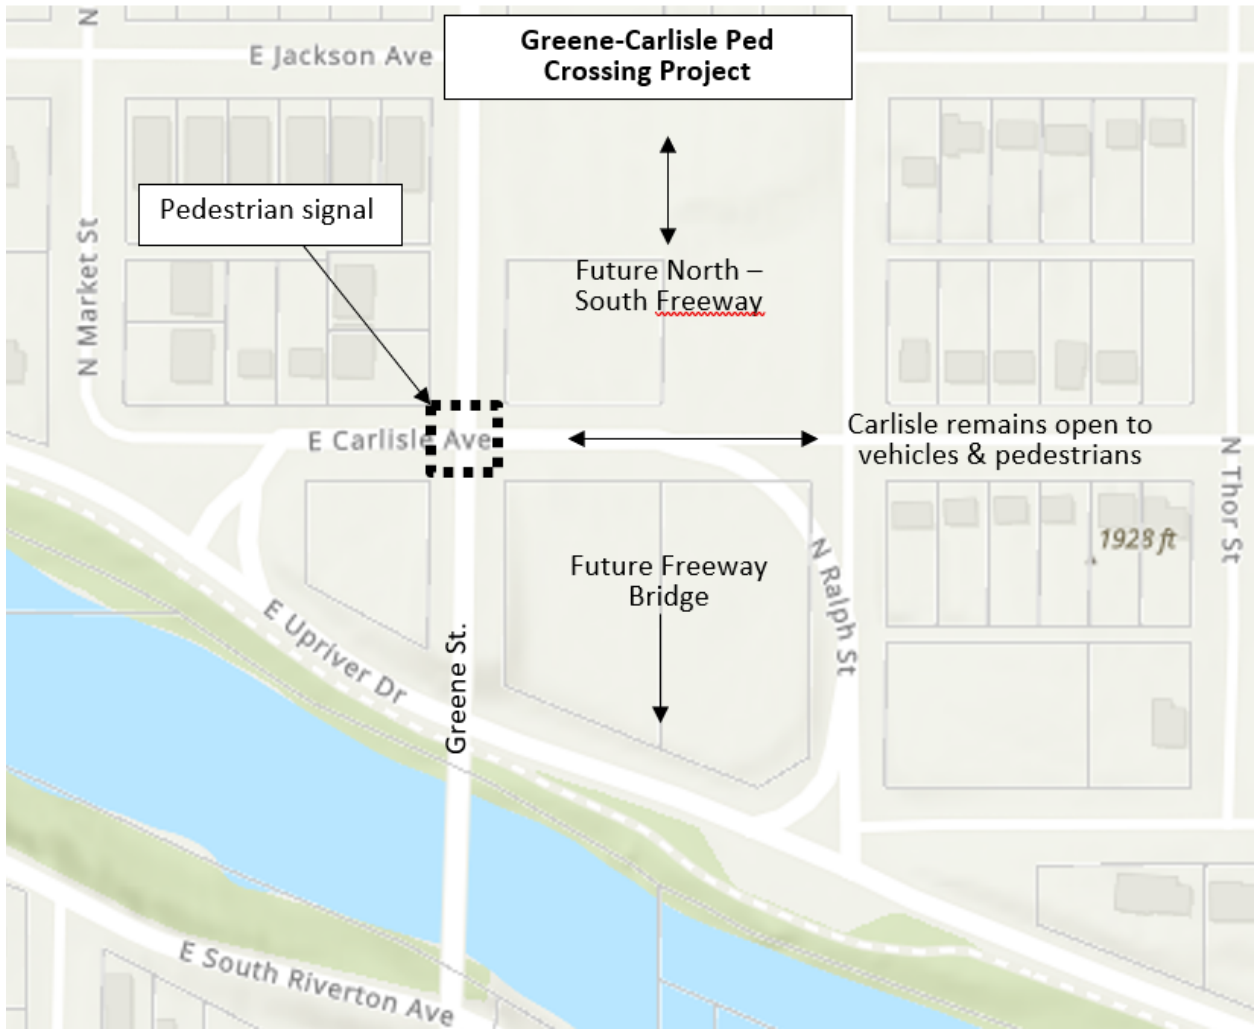 N
Greene-Carlisle Ped
Crossing Project
E Jackson Ave
Pedestrian signal
N Market St
Future North –
South Freeway
E Carlisle Ave
Carlisle remains open to
vehicles & pedestrians
N Thor St
1928 ft
Future Freeway
Bridge
N Ralph St
E Upriver Dr
Greene St.
E South Riverton Ave